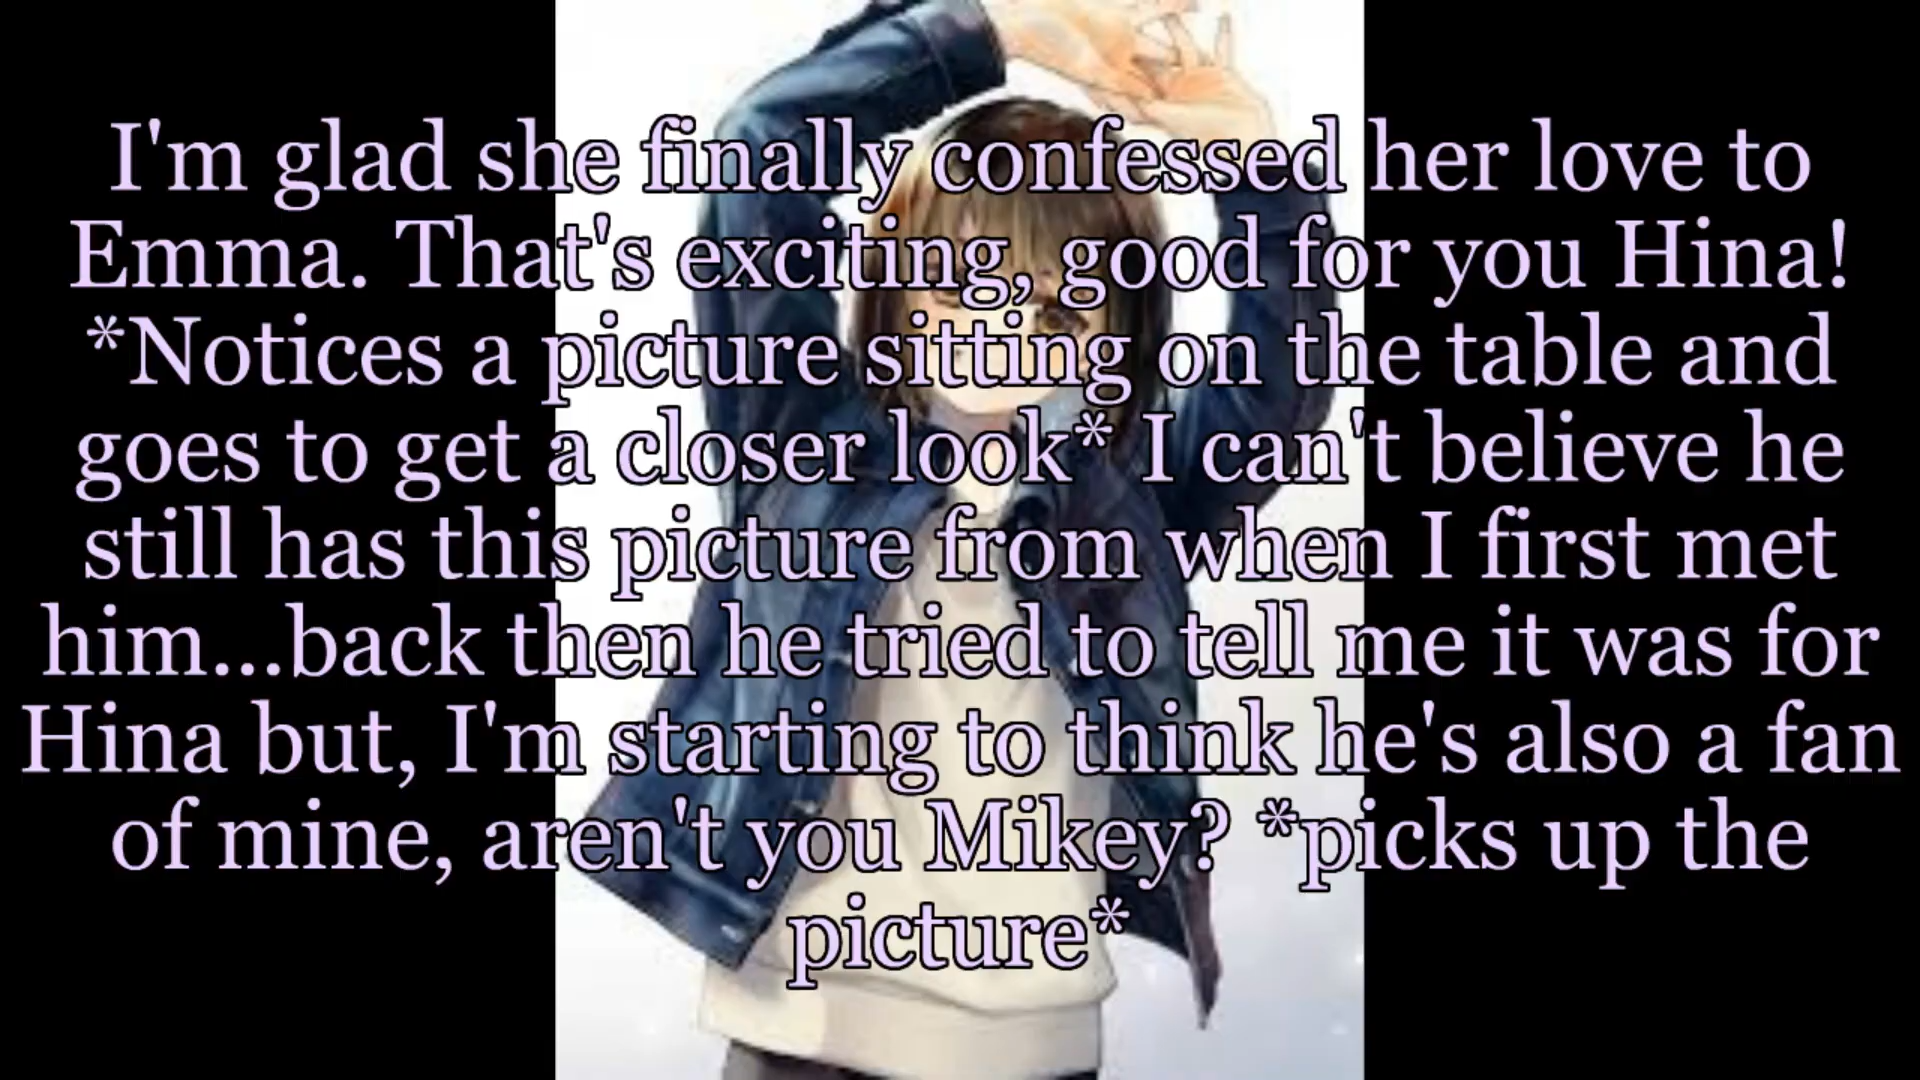 I'm glad she finally confessed her love to
Emma. That's exciting, good for you Hina!
*Notices a picture sitting on the table and
goes to get a closer look* I can't believe he
still has this picture from when I first met
him...back then he tried to tell me it was for
Hina but, I'm starting to think he's also a fan
of mine, aren't you Mikey? *picks up the
picture*